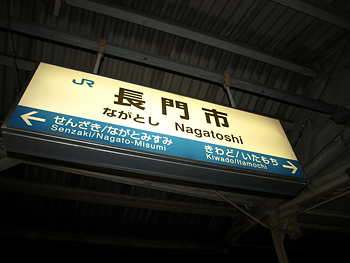 JR
長門市
ながとし Nagatoshi
← せんざき/ながとみすみ きわど/いたもち →
Senzaki/Nagato-Misumi Kiwado/Itamochi